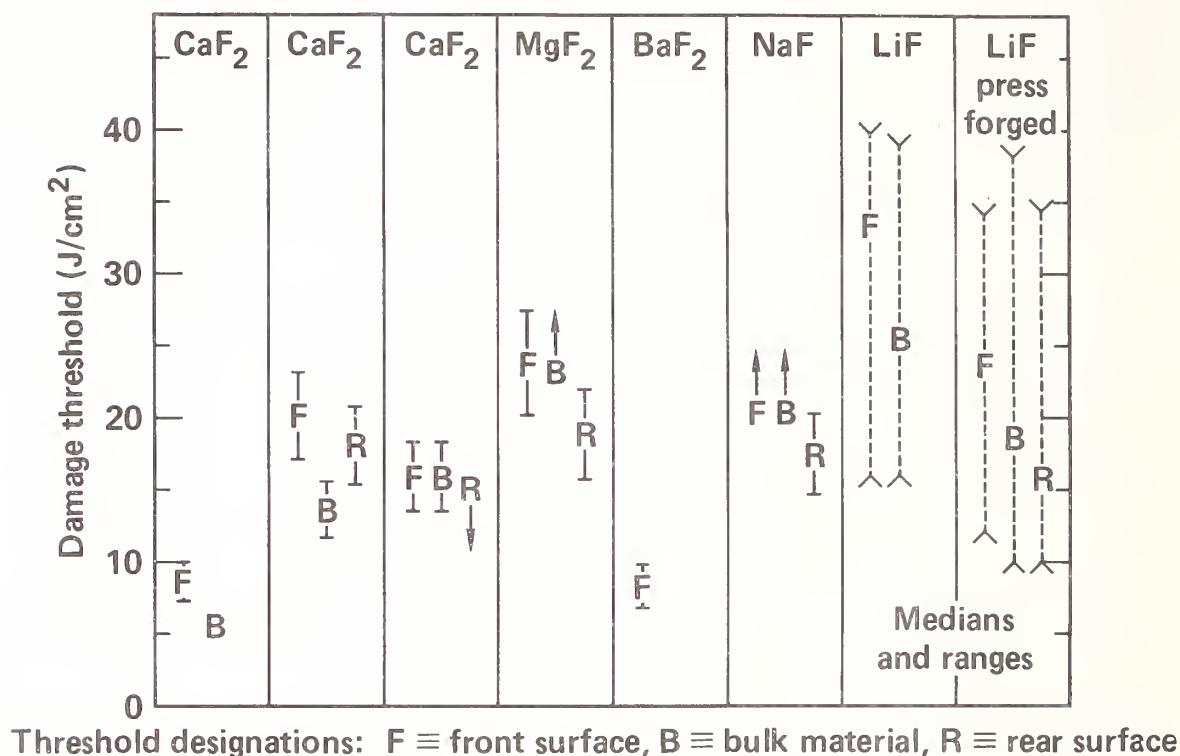 CaF2 CaF2 CaF2 MgF2 BaF2 NaF LiF LiF
press
forged
Damage threshold (J/cm2)
40
30
20
10
0
F
B
F
B
R
F
B
R
F
B
R
F
F
B
R
F
B
F
B
R
Medians
and ranges
Threshold designations: F ≡ front surface, B ≡ bulk material, R ≡ rear surface